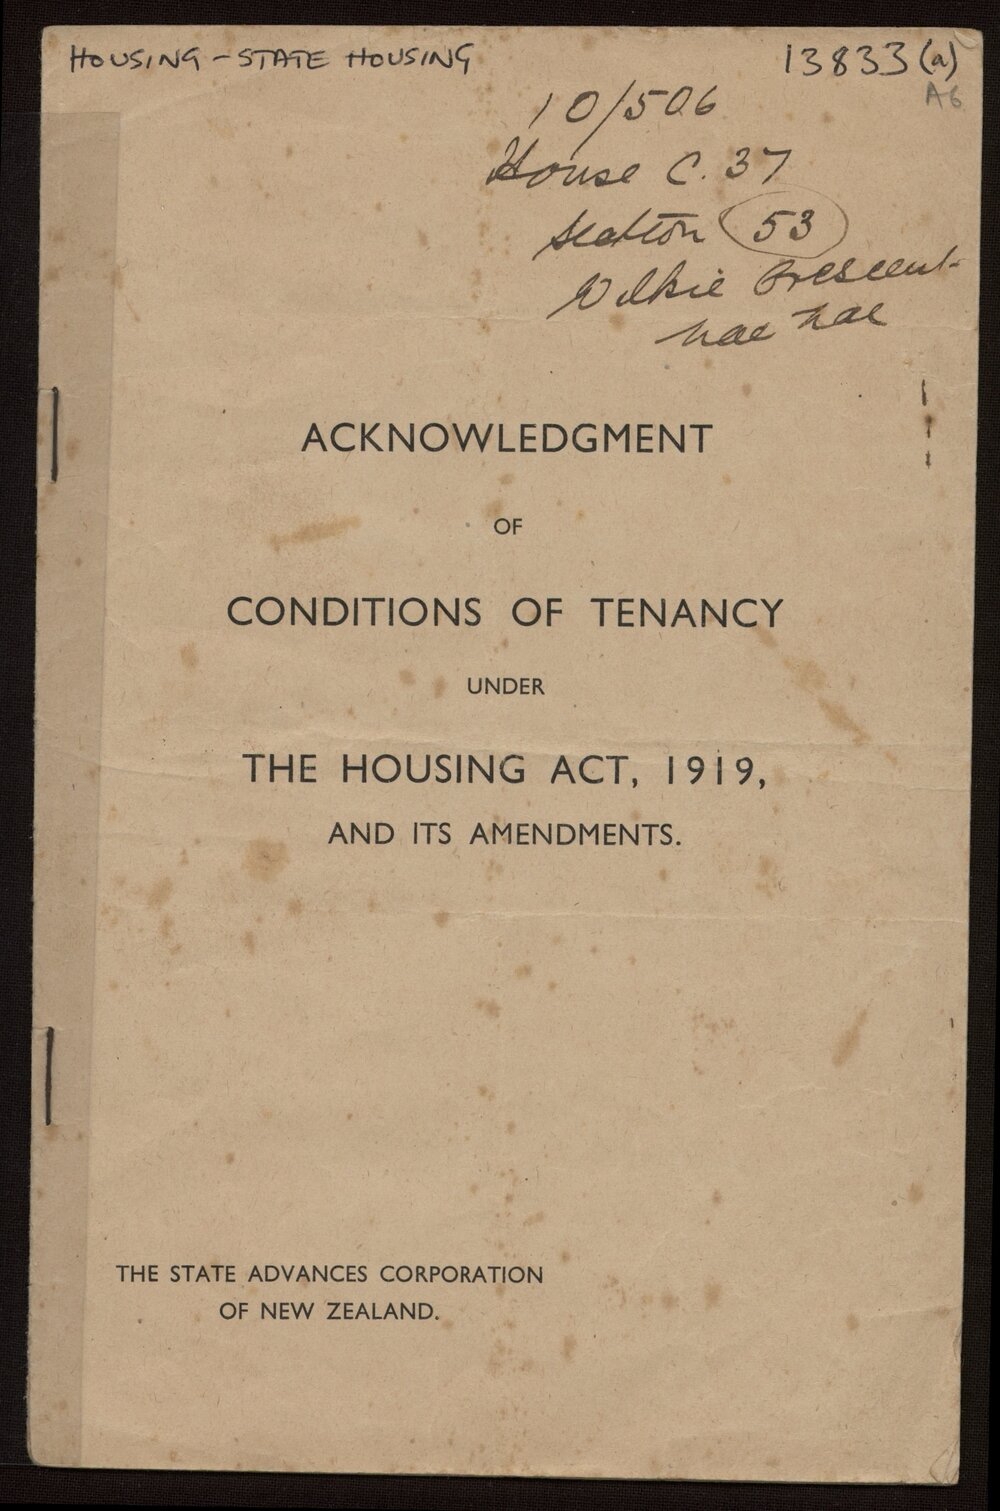 HOUSING - STATE HOUSING
13833 (a)
A6
10/506
House C. 37
Section 53
Wilkie Crescent
Nae Nae
ACKNOWLEDGMENT
OF
CONDITIONS OF TENANCY
UNDER
THE HOUSING ACT, 1919,
AND ITS AMENDMENTS.
THE STATE ADVANCES CORPORATION
OF NEW ZEALAND.